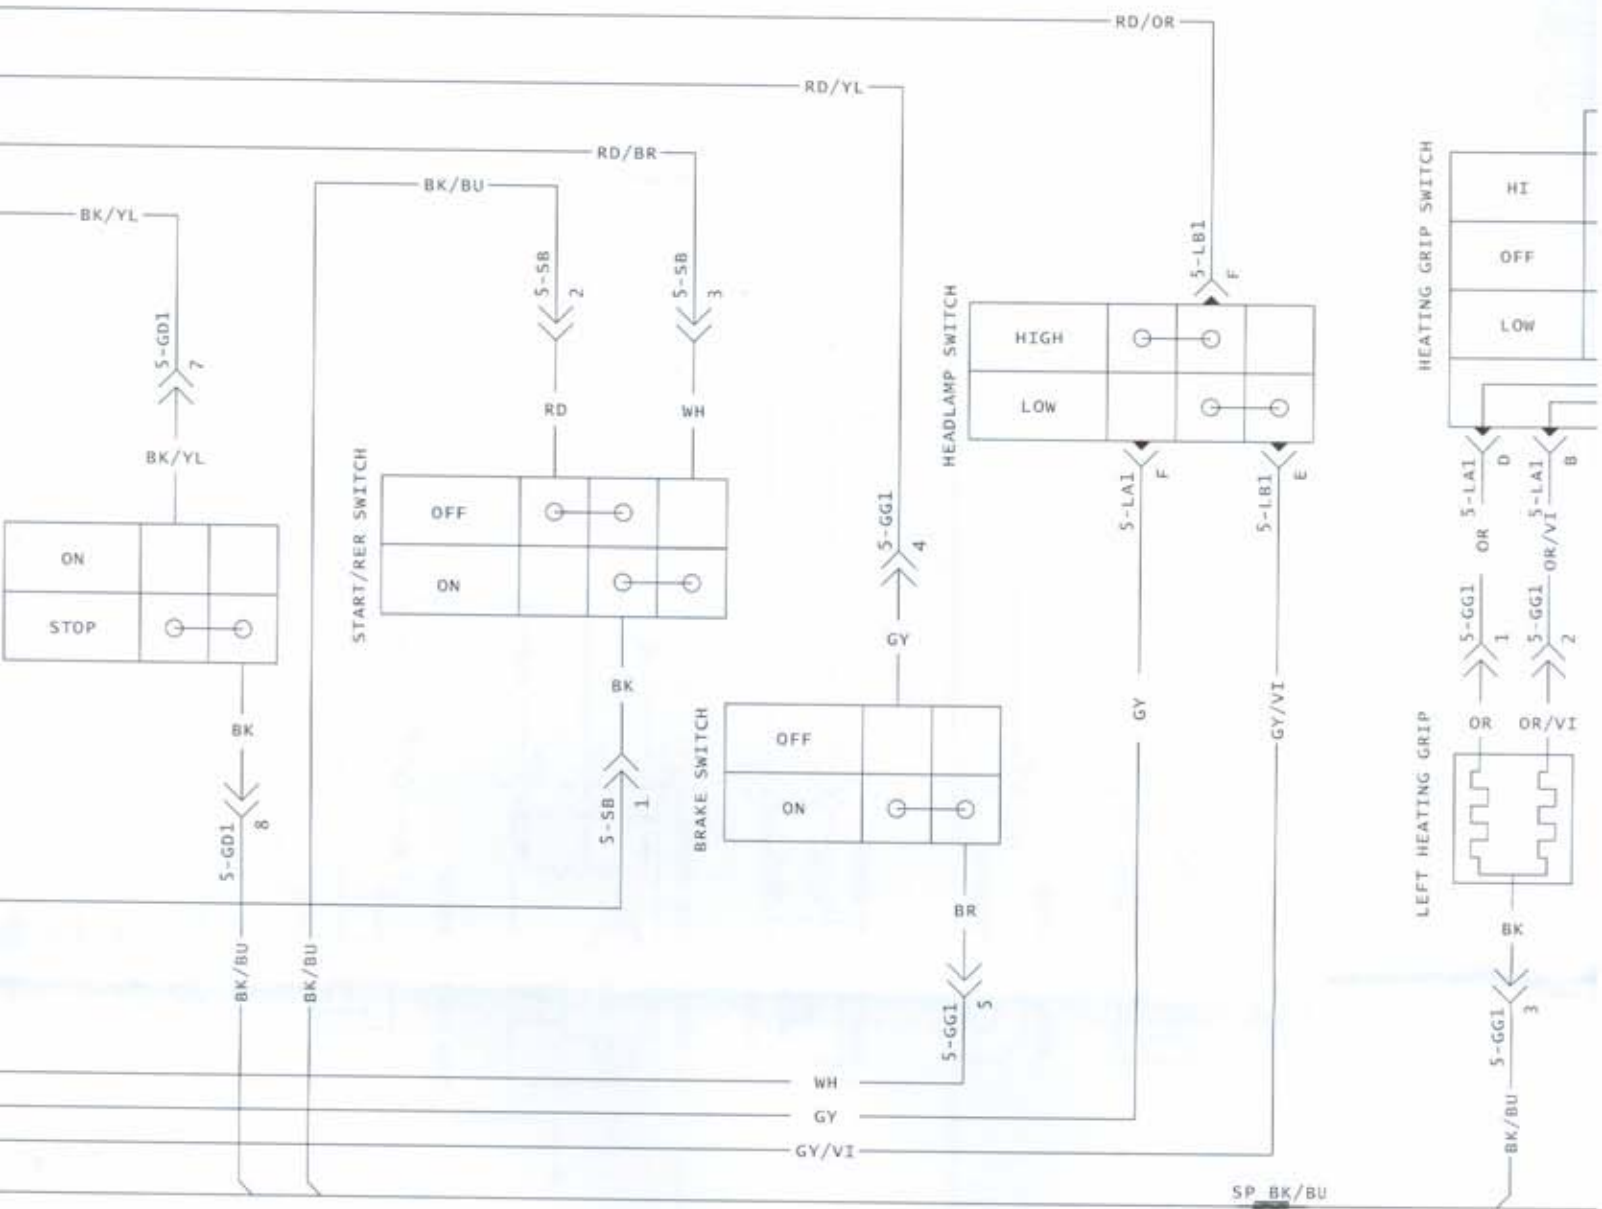 RD/OR
RD/YL
RD/BR
BK/BU
BK/YL
5-GD1
7
BK/YL
ON
STOP
BK
5-GD1
8
BK/BU
BK/BU
5-SB
2
5-SB
3
RD
WH
START/RER SWITCH
OFF
ON
BK
5-SB
1
5-GG1
4
GY
BRAKE SWITCH
OFF
ON
BR
5-GG1
5
5-LB1
F
HEADLAMP SWITCH
HIGH
LOW
5-LA1
F
5-LB1
E
GY
GY/VI
HEATING GRIP SWITCH
HI
OFF
LOW
5-LA1
D
5-LA1
B
OR
OR/VI
5-GG1
1
5-GG1
2
OR
OR/VI
LEFT HEATING GRIP
BK
5-GG1
3
BK/BU
WH
GY
GY/VI
SP BK/BU